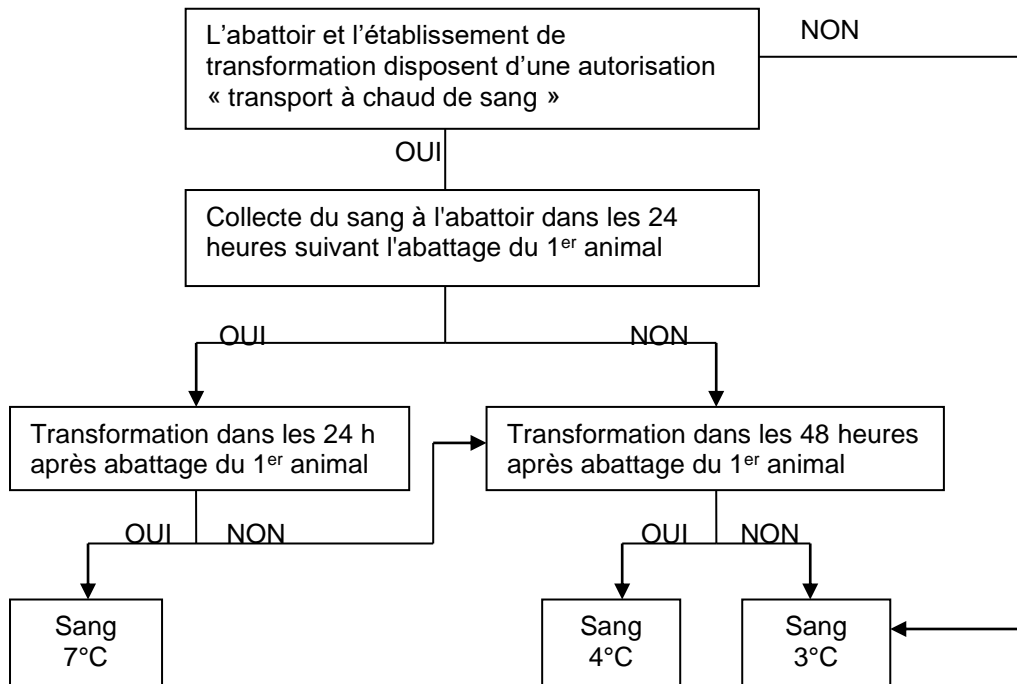 L’abattoir et l’établissement de
transformation disposent d’une autorisation
« transport à chaud de sang »
NON
OUI
Collecte du sang à l'abattoir dans les 24
heures suivant l'abattage du 1er animal
OUI
NON
Transformation dans les 24 h
après abattage du 1er animal
Transformation dans les 48 heures
après abattage du 1er animal
OUI
NON
OUI
NON
Sang
7°C
Sang
4°C
Sang
3°C